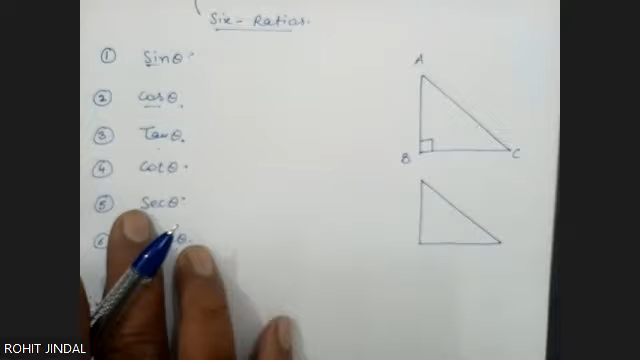 Six - Ratios.
① Sinθ
② cosθ.
③ Tanθ.
④ cotθ.
⑤ Secθ
⑥ θ.
A
B
C
ROHIT JINDAL